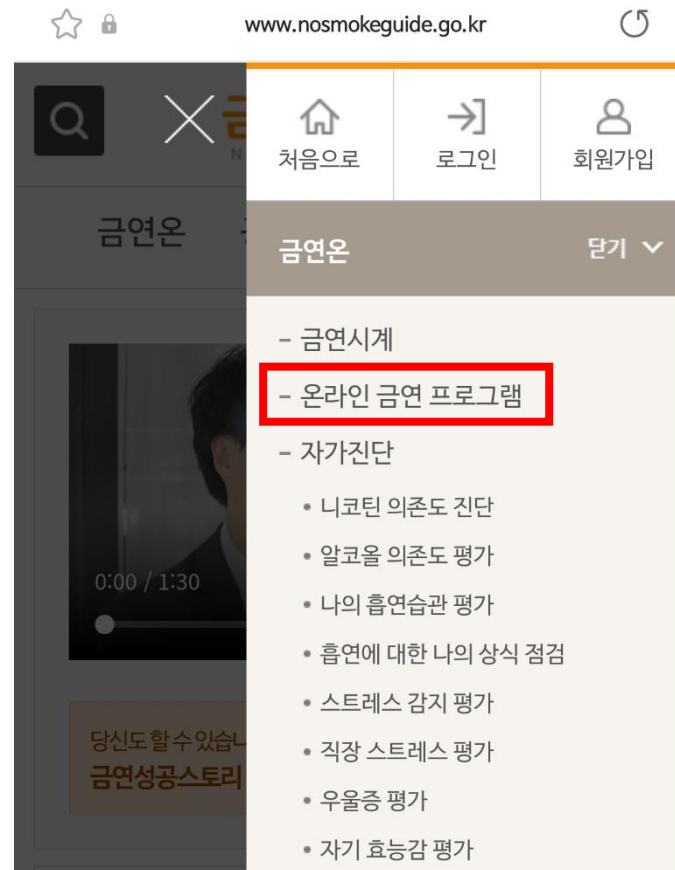 www.nosmokeguide.go.kr
금
N
처음으로
로그인
회원가입
금연온
금연온
닫기
- 금연시계
- 온라인 금연 프로그램
- 자가진단
• 니코틴 의존도 진단
• 알코올 의존도 평가
0:00 / 1:30
• 나의 흡연습관 평가
• 흡연에 대한 나의 상식 점검
• 스트레스 감지 평가
당신도 할 수 있습니
• 직장 스트레스 평가
금연성공스토리
• 우울증 평가
• 자기 효능감 평가